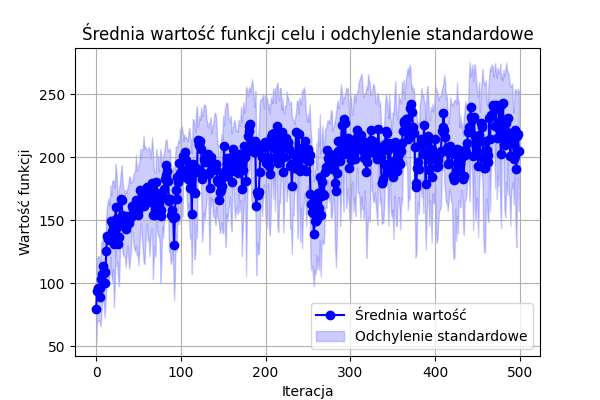 Średnia wartość funkcji celu i odchylenie standardowe
Wartość funkcji
250
200
150
100
50
0
100
200
300
400
500
Iteracja
Średnia wartość
Odchylenie standardowe